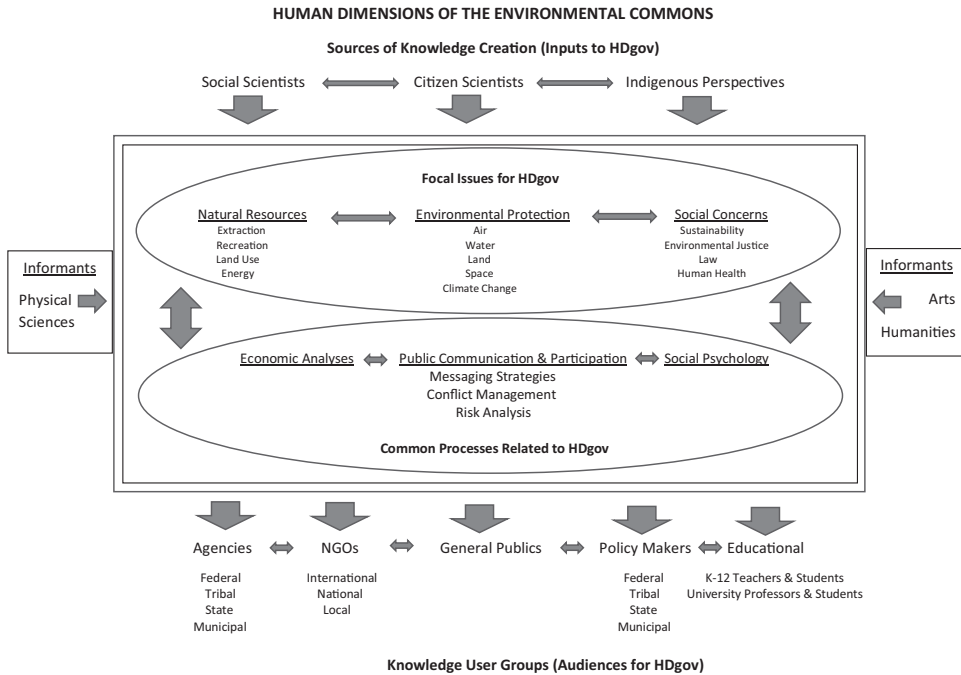 HUMAN DIMENSIONS OF THE ENVIRONMENTAL COMMONS
Sources of Knowledge Creation (Inputs to HDgov)
Social Scientists Citizen Scientists Indigenous Perspectives
Focal Issues for HDgov
Natural Resources
Extraction
Recreation
Land Use
Energy
Environmental Protection
Air
Water
Land
Space
Climate Change
Social Concerns
Sustainability
Environmental Justice
Law
Human Health
Informants
Physical
Sciences
Informants
Arts
Humanities
Economic Analyses
Public Communication & Participation
Messaging Strategies
Conflict Management
Risk Analysis
Social Psychology
Common Processes Related to HDgov
Agencies
Federal
Tribal
State
Municipal
NGOs
International
National
Local
General Publics
Policy Makers
Federal
Tribal
State
Municipal
Educational
K-12 Teachers & Students
University Professors & Students
Knowledge User Groups (Audiences for HDgov)